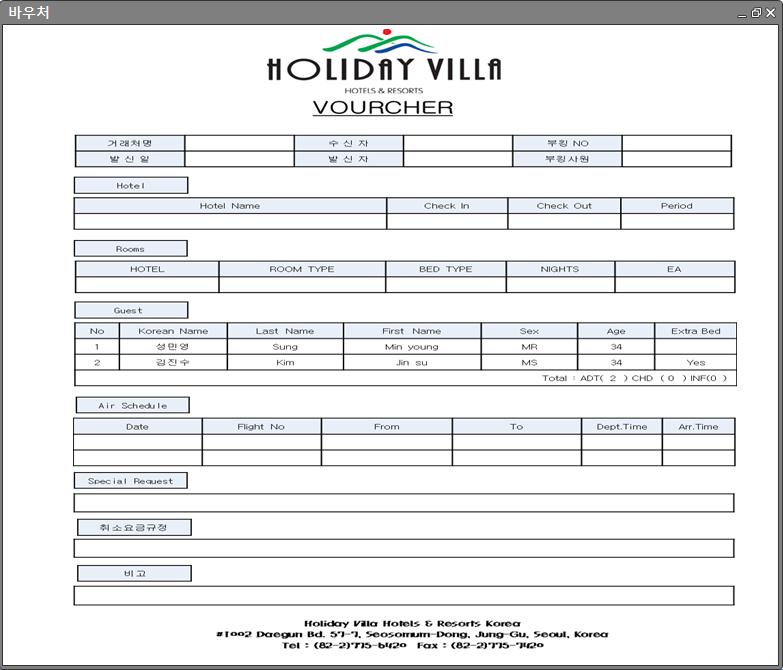 바우처
HOLIDAY VILLA
HOTELS & RESORTS
VOURCHER
거래처명 수 신 자 부킹 NO
발 신 일 발 신 자 부킹사원
Hotel
Hotel Name Check In Check Out Period
Rooms
HOTEL ROOM TYPE BED TYPE NIGHTS EA
Guest
No Korean Name Last Name First Name Sex Age Extra Bed
1 성민영 Sung Min young MR 34
2 김진수 Kim Jin su MS 34 Yes
Total : ADT( 2 ) CHD ( 0 ) INF(0 )
Air Schedule
Date Flight No From To Dept.Time Arr.Time
Special Request
취소요금규정
비고
Holiday Villa Hotels & Resorts Korea
#1002 Daegun Bd. 57-7, Seosomum-Dong, Jung-Gu, Seoul, Korea
Tel : (82-2)775-6420 Fax : (82-2)775-7420